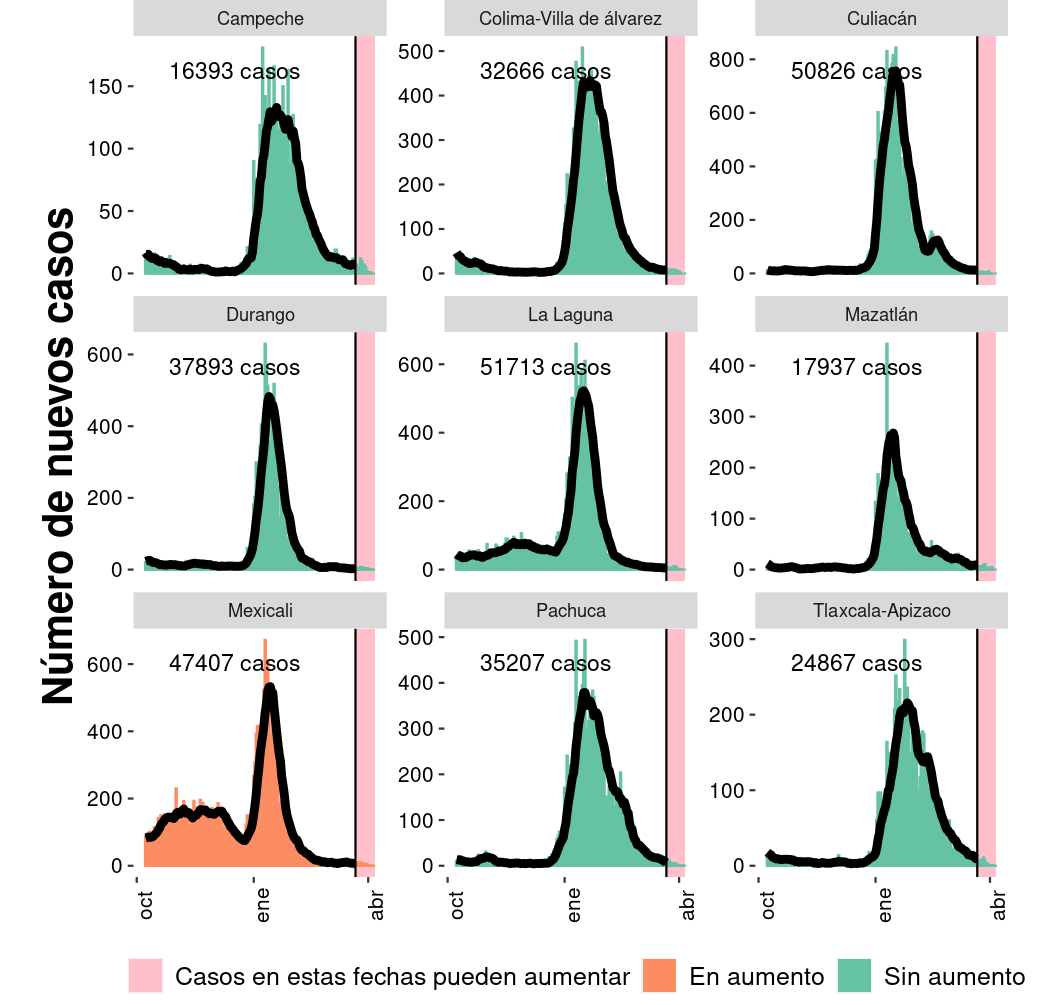 Campeche
Colima-Villa de álvarez
Culiacán
16393 casos
32666 casos
50826 casos
150
100
50
0
500
400
300
200
100
0
800
600
400
200
0
Durango
La Laguna
Mazatlán
37893 casos
51713 casos
17937 casos
600
400
200
0
600
400
200
0
400
300
200
100
0
Mexicali
Pachuca
Tlaxcala-Apizaco
47407 casos
35207 casos
24867 casos
600
400
200
0
500
400
300
200
100
0
300
200
100
0
oct
ene
abr
oct
ene
abr
oct
ene
abr
Número de nuevos casos
Casos en estas fechas pueden aumentar
En aumento
Sin aumento